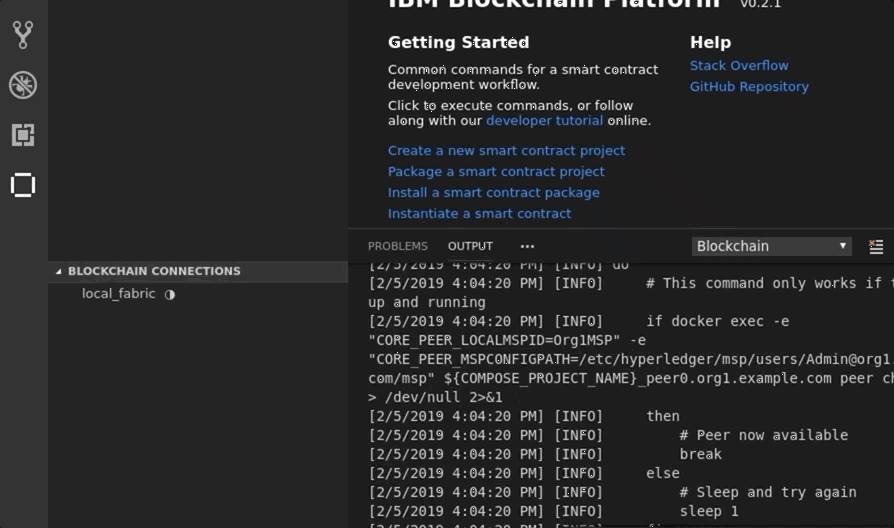 IBM Blockchain Platform v0.2.1
Getting Started
Help
Common commands for a smart contract
development workflow.
Stack Overflow
GitHub Repository
Click to execute commands, or follow
along with our developer tutorial online.
Create a new smart contract project
Package a smart contract project
Install a smart contract package
Instantiate a smart contract
PROBLEMS OUTPUT ••• Blockchain
BLOCKCHAIN CONNECTIONS
local_fabric
[2/5/2019 4:04:20 PM] [INFO] do
[2/5/2019 4:04:20 PM] [INFO] # This command only works if
up and running
[2/5/2019 4:04:20 PM] [INFO] if docker exec -e
"CORE_PEER_LOCALMSPID=Org1MSP" -e
"CORE_PEER_MSPCONFIGPATH=/etc/hyperledger/msp/users/Admin@org1.
com/msp" ${COMPOSE_PROJECT_NAME}_peer0.org1.example.com peer
> /dev/null 2>&1
[2/5/2019 4:04:20 PM] [INFO] then
[2/5/2019 4:04:20 PM] [INFO] # Peer now available
[2/5/2019 4:04:20 PM] [INFO] break
[2/5/2019 4:04:20 PM] [INFO] else
[2/5/2019 4:04:20 PM] [INFO] # Sleep and try again
[2/5/2019 4:04:20 PM] [INFO] sleep 1